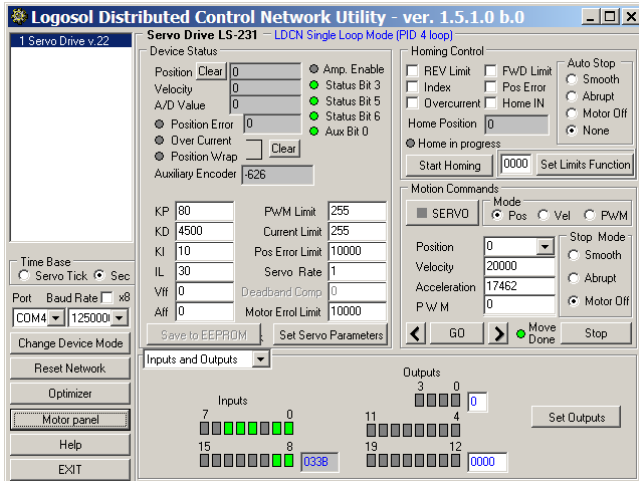 Logosol Distributed Control Network Utility - ver. 1.5.1.0 b.0
1 Servo Drive v.22
Time Base
Servo Tick Sec
Port Baud Rate x8
COM4 125000
Change Device Mode
Reset Network
Optimizer
Motor panel
Help
EXIT
Servo Drive LS-231 - LDCN Single Loop Mode (PID 4 loop)
Device Status
Position Clear 0
Velocity 0
A/D Value 0
Position Error 0
Over Current
Position Wrap
Clear
Auxiliary Encoder -626
Amp. Enable
Status Bit 3
Status Bit 5
Status Bit 6
Aux Bit 0
KP 80 PWM Limit 255
KD 4500 Current Limit 255
KI 10 Pos Error Limit 10000
IL 30 Servo Rate 1
Vff 0 Deadband Comp 0
Aff 0 Motor Errol Limit 10000
Save to EEPROM Set Servo Parameters
Homing Control
REV Limit FWD Limit
Index Pos Error
Overcurrent Home IN
Home Position 0
Home in progress
Start Homing 0000 Set Limits Function
Auto Stop
Smooth
Abrupt
Motor Off
None
Motion Commands
SERVO
Mode
Pos Vel PWM
Position 0
Velocity 20000
Acceleration 17462
P W M 0
Stop Mode
Smooth
Abrupt
Motor Off
< GO > Move Done Stop
Inputs and Outputs
Inputs
7 0
15 8
033B
Outputs
3 0
0
11 4
19 12
0000
Set Outputs